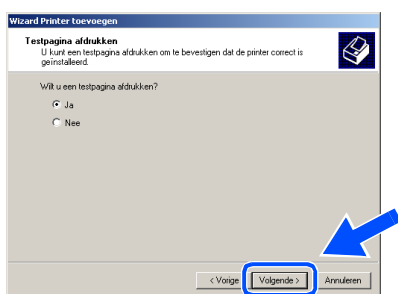 Wizard Printer toevoegen
Testpagina afdrukken
U kunt een testpagina afdrukken om te bevestigen dat de printer correct is
geïnstalleerd.
Wilt u een testpagina afdrukken?
Ja
Nee
< Vorige
Volgende >
Annuleren